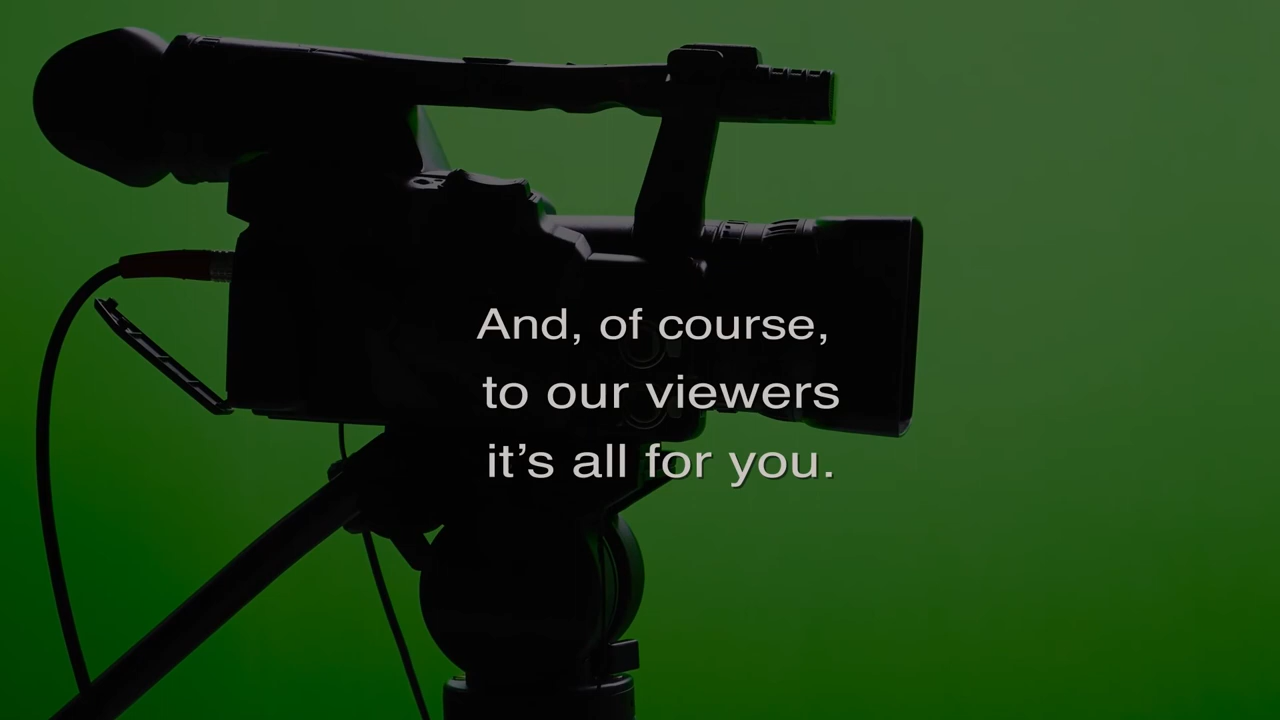 And, of course,
to our viewers
it’s all for you.